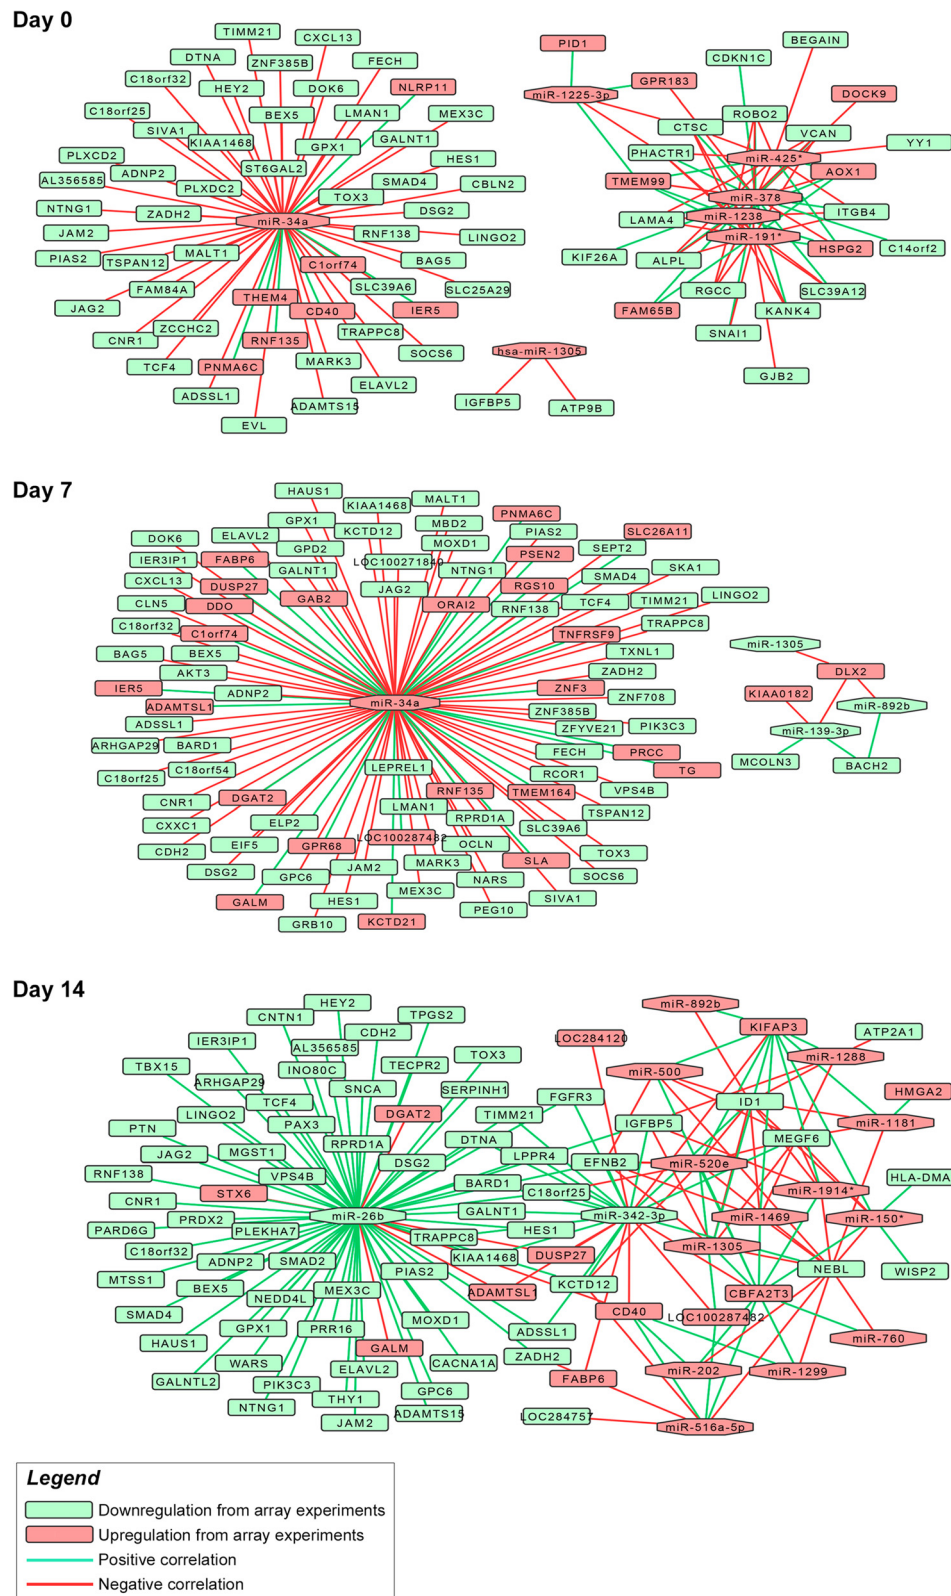 Day 0
TIMM21
CXCL13
DTNA
ZNF385B
FECH
C18orf32
HEY2
DOK6
NLRP11
C18orf25
BEX5
LMAN1
MEX3C
SIVA1
KIAA1468
GPX1
GALNT1
PLXCD2
ADNP2
ST6GAL2
HES1
AL356585
PLXDC2
SMAD4
CBLN2
TOX3
NTNG1
ZADH2
miR-34a
DSG2
JAM2
RNF138
LINGO2
PIAS2
TSPAN12
MALT1
C1orf74
BAG5
FAM84A
SLC39A6
SLC25A29
JAG2
THEM4
CD40
IER5
ZCCHC2
TRAPPC8
CNR1
RNF135
SOCS6
TCF4
PNMA6C
MARK3
ELAVL2
ADSSL1
ADAMTS15
EVL
PID1
BEGAIN
CDKN1C
GPR183
miR-1225-3p
DOCK9
ROBO2
CTSC
VCAN
YY1
PHACTR1
miR-425*
TMEM99
AOX1
miR-378
LAMA4
miR-1238
ITGB4
miR-191*
HSPG2
C14orf2
KIF26A
ALPL
RGCC
SLC39A12
FAM65B
KANK4
SNAI1
GJB2
hsa-miR-1305
IGFBP5
ATP9B
Day 7
HAUS1
KIAA1468
MALT1
PNMA6C
GPX1
KCTD12
MBD2
PIAS2
SLC26A11
DOK6
ELAVL2
GPD2
MOXD1
PSEN2
SEPT2
IER3IP1
FABP6
LOC100271840
NTNG1
SKA1
CXCL13
DUSP27
GALNT1
JAG2
RGS10
SMAD4
CLN5
DDO
GAB2
ORAI2
RNF138
TCF4
TIMM21
LINGO2
C18orf32
C1orf74
TNFRSF9
TRAPPC8
BAG5
BEX5
TXNL1
AKT3
ZADH2
IER5
ADNP2
ZNF3
ZNF708
ADAMTSL1
miR-34a
ZNF385B
ADSSL1
ZFYVE21
PIK3C3
ARHGAP29
BARD1
FECH
PRCC
C18orf25
C18orf54
LEPREL1
RCOR1
TG
CNR1
DGAT2
RNF135
TMEM164
VPS4B
CXXC1
ELP2
LMAN1
RPRD1A
TSPAN12
CDH2
EIF5
GPR68
LOC100287482
OCLN
SLC39A6
TOX3
DSG2
GPC6
JAM2
MARK3
SLA
SOCS6
GALM
HES1
MEX3C
NARS
SIVA1
GRB10
KCTD21
PEG10
miR-1305
DLX2
KIAA0182
miR-892b
miR-139-3p
MCOLN3
BACH2
Day 14
HEY2
CNTN1
TPGS2
IER3IP1
CDH2
AL356585
TBX15
INO80C
TECPR2
TOX3
ARHGAP29
SNCA
SERPINH1
TCF4
LINGO2
DGAT2
TIMM21
PTN
PAX3
RPRD1A
DTNA
JAG2
MGST1
DSG2
LPPR4
RNF138
VPS4B
BARD1
STX6
C18orf25
CNR1
miR-26b
GALNT1
PARD6G
PRDX2
PLEKHA7
TRAPPC8
HES1
C18orf32
KIAA1468
DUSP27
ADNP2
SMAD2
PIAS2
MTSS1
BEX5
MEX3C
ADAMTSL1
KCTD12
SMAD4
NEDD4L
MOXD1
GPX1
PRR16
ADSSL1
HAUS1
GALM
ZADH2
WARS
ELAVL2
CACNA1A
GALNTL2
PIK3C3
GPC6
FABP6
NTNG1
THY1
ADAMTS15
JAM2
miR-892b
LOC284120
KIFAP3
ATP2A1
miR-500
miR-1288
FGFR3
ID1
HMGA2
IGFBP5
miR-1181
MEGF6
EFNB2
miR-520e
HLA-DMA
miR-1914*
miR-342-3p
miR-1469
miR-150*
miR-1305
NEBL
WISP2
CBFA2T3
CD40
LOC100287482
miR-760
miR-202
miR-1299
LOC284757
miR-516a-5p
Legend
Downregulation from array experiments
Upregulation from array experiments
Positive correlation
Negative correlation